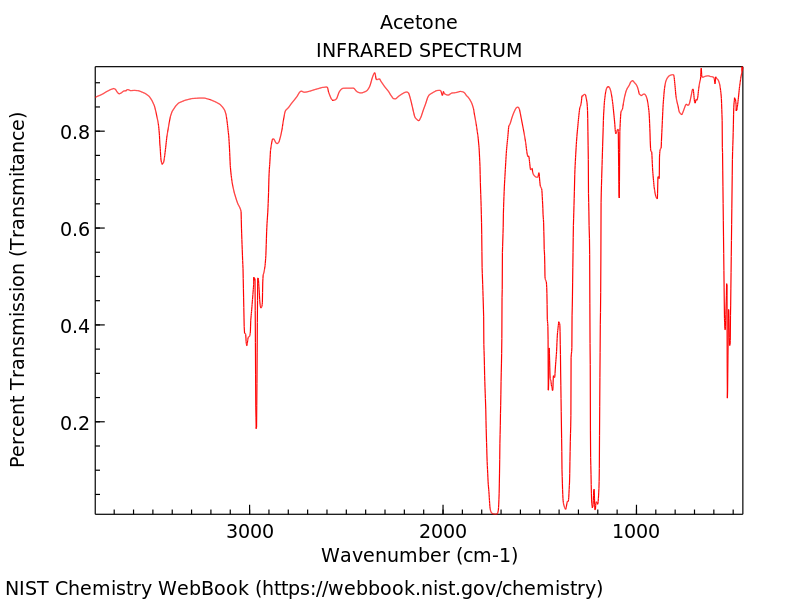 Acetone
INFRARED SPECTRUM
Percent Transmission (Transmitance)
0.8
0.6
0.4
0.2
3000 2000 1000
Wavenumber (cm-1)
NIST Chemistry WebBook (https://webbook.nist.gov/chemistry)